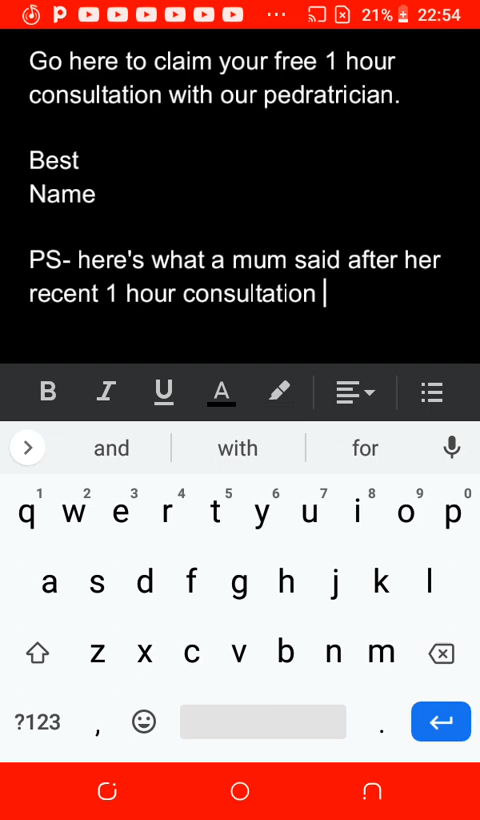 21% 22:54
Go here to claim your free 1 hour
consultation with our pedratrician.
Best
Name
PS- here's what a mum said after her
recent 1 hour consultation
B I U A
and with for
1 2 3 4 5 6 7 8 9 0
q w e r t y u i o p
a s d f g h j k l
z x c v b n m
?123 , .